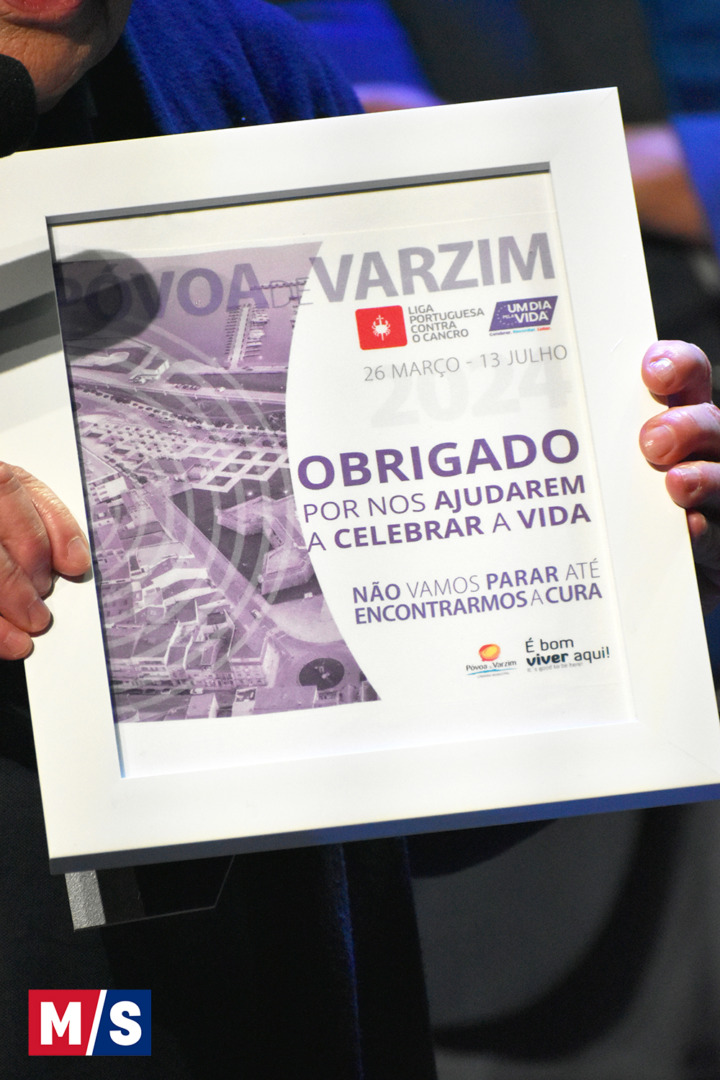 PÓVOA DE VARZIM
LIGA
PORTUGUESA
CONTRA
O CANCRO
UM DIA
PELA VIDA
26 MARÇO - 13 JULHO
2024
OBRIGADO
POR NOS AJUDAREM
A CELEBRAR A VIDA
NÃO VAMOS PARAR ATÉ
ENCONTRARMOS A CURA
Póvoa de Varzim
É bom
viver aqui!
M/S